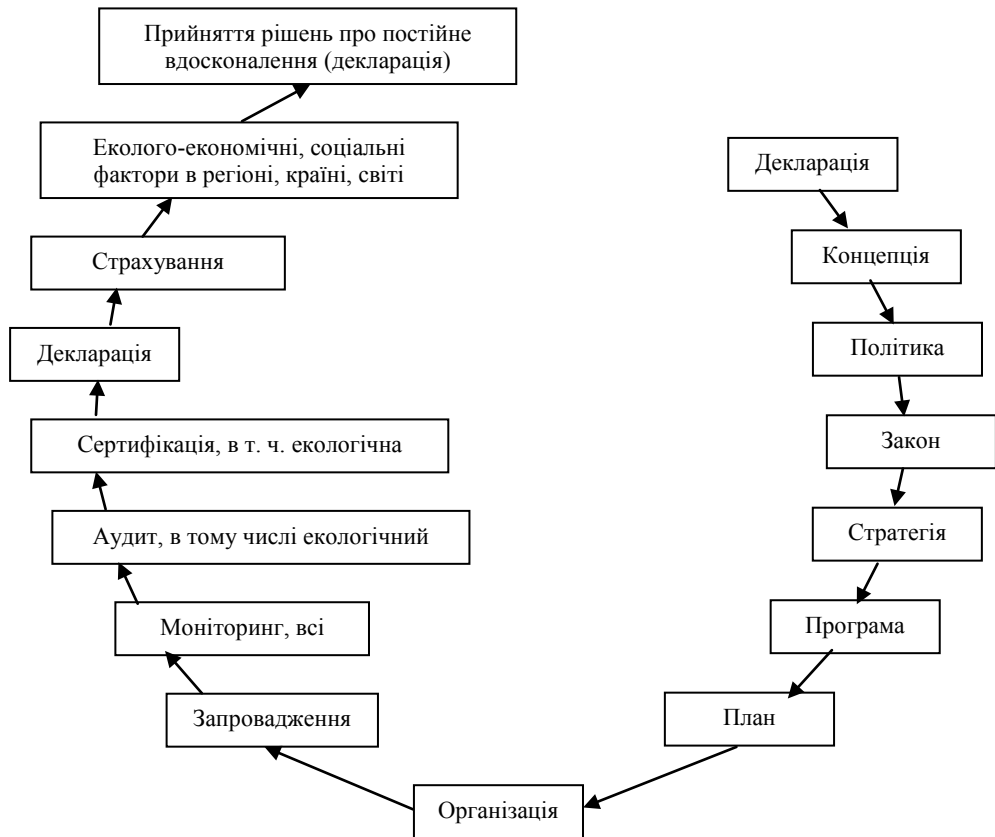 Прийняття рішень про постійне
вдосконалення (декларація)
Еколого-економічні, соціальні
фактори в регіоні, країні, світі
Декларація
Страхування
Концепція
Декларація
Політика
Сертифікація, в т. ч. екологічна
Закон
Аудит, в тому числі екологічний
Стратегія
Моніторинг, всі
Програма
Запровадження
План
Організація